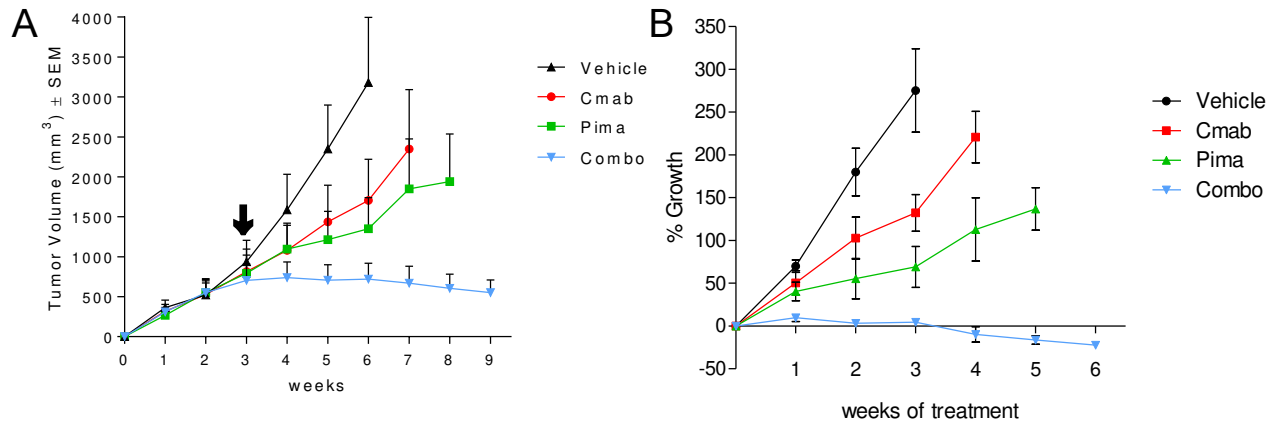 A
Tumor Volume (mm³) ± SEM
4000
3500
3000
2500
2000
1500
1000
500
0
0 1 2 3 4 5 6 7 8 9
weeks
Vehicle
Cmab
Pima
Combo
B
% Growth
350
300
250
200
150
100
50
0
-50
1 2 3 4 5 6
weeks of treatment
Vehicle
Cmab
Pima
Combo